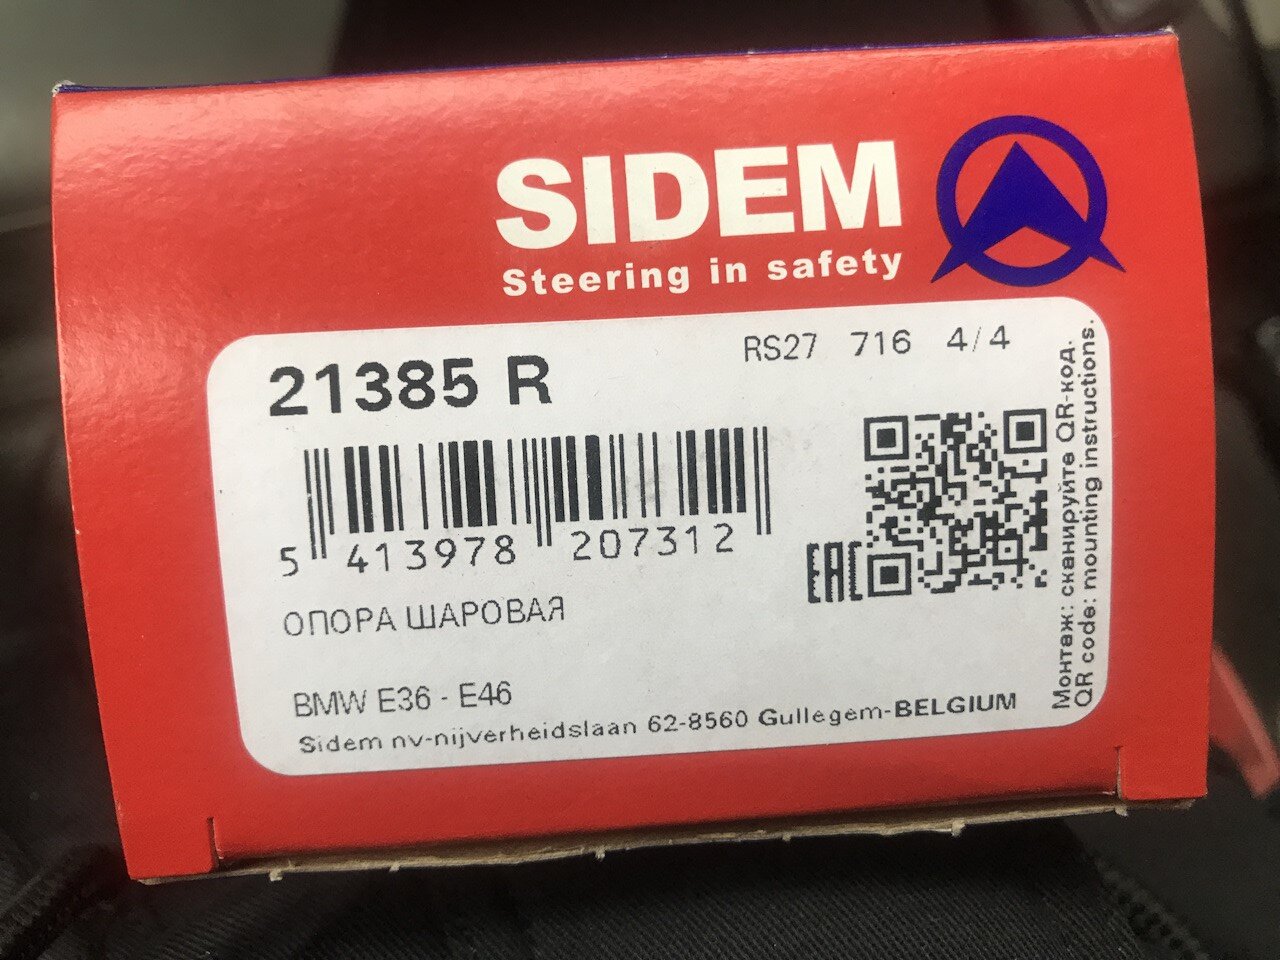 SIDEM
Steering in safety
21385 R
RS27 716 4/4
5 413978 207312
EAC
ОПОРА ШАРОВАЯ
BMW E36 - E46
Sidem nv-nijverheidslaan 62-8560 Gullegem-BELGIUM
Монтаж: сканируйте QR-код.
QR code: mounting instructions.